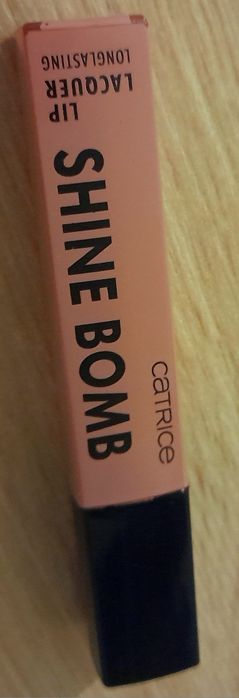 CATRICE
SHINE BOMB
LIP
LACQUER
LONGLASTING